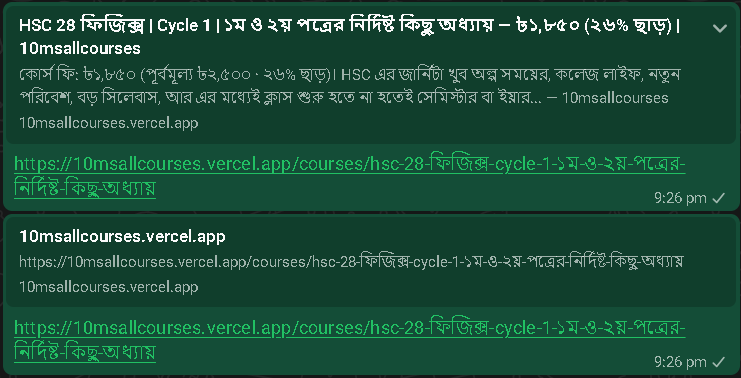 HSC 28 ফিজিক্স | Cycle 1 | ১ম ও ২য় পত্রের নির্দিষ্ট কিছু অধ্যায় — ৳১,৮৫০ (২৬% ছাড়) |
10msallcourses
কোর্স ফি: ৳১,৮৫০ (পূর্বমূল্য ৳২,৫০০ · ২৬% ছাড়)। HSC এর জার্নিটা খুব অল্প সময়ের, কলেজ লাইফ, নতুন
পরিবেশ, বড় সিলেবাস, আর এর মধ্যেই ক্লাস শুরু হতে না হতেই সেমিস্টার বা ইয়ার... — 10msallcourses
10msallcourses.vercel.app
https://10msallcourses.vercel.app/courses/hsc-28-ফিজিক্স-cycle-1-১ম-ও-২য়-পত্রের-
নির্দিষ্ট-কিছু-অধ্যায়
9:26 pm
10msallcourses.vercel.app
https://10msallcourses.vercel.app/courses/hsc-28-ফিজিক্স-cycle-1-১ম-ও-২য়-পত্রের-নির্দিষ্ট-কিছু-অধ্যায়
10msallcourses.vercel.app
https://10msallcourses.vercel.app/courses/hsc-28-ফিজিক্স-cycle-1-১ম-ও-২য়-পত্রের-
নির্দিষ্ট-কিছু-অধ্যায়
9:26 pm